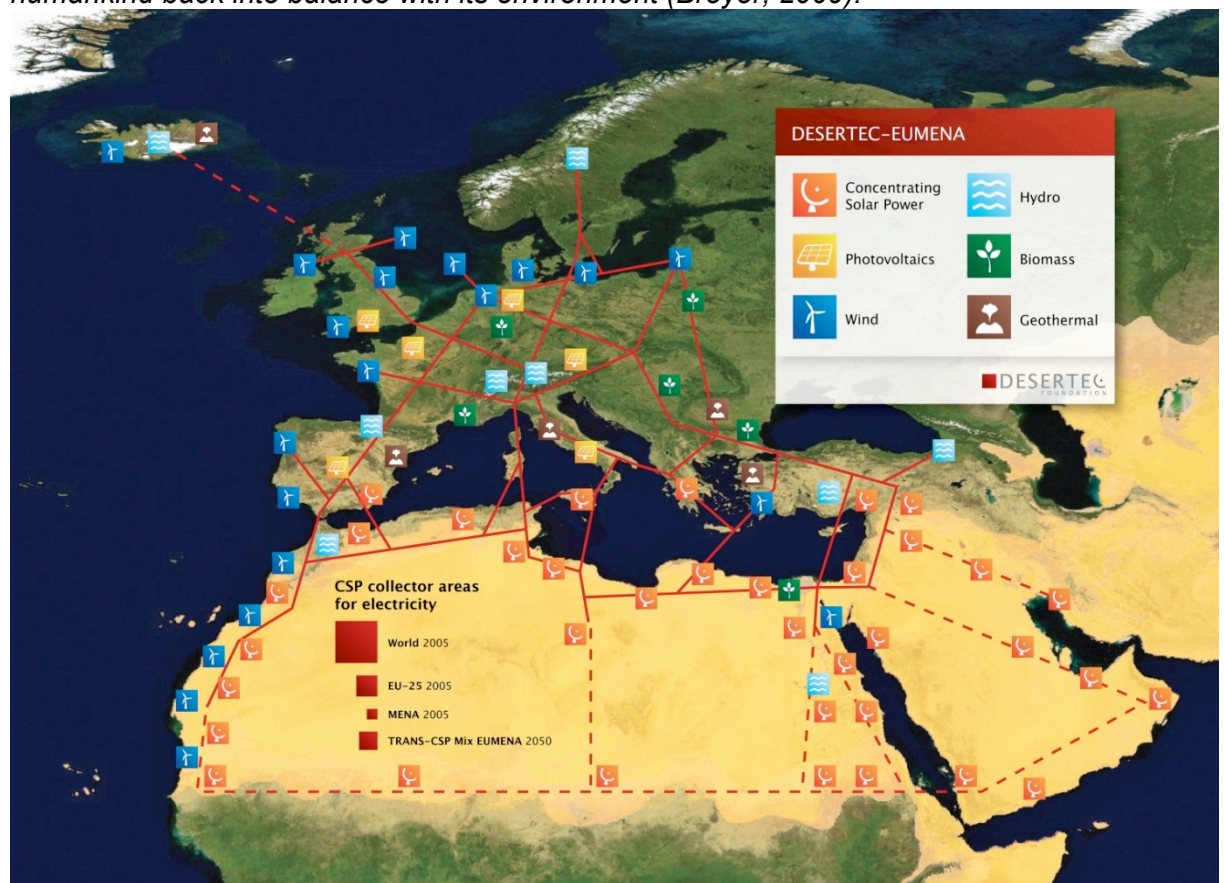 humankind back into balance with its environment (Breyer, 2009).
DESERTEC-EUMENA
Concentrating
Solar Power
Hydro
Photovoltaics
Biomass
Wind
Geothermal
DESERTEC
FOUNDATION
CSP collector areas
for electricity
World 2005
EU-25 2005
MENA 2005
TRANS-CSP Mix EUMENA 2050